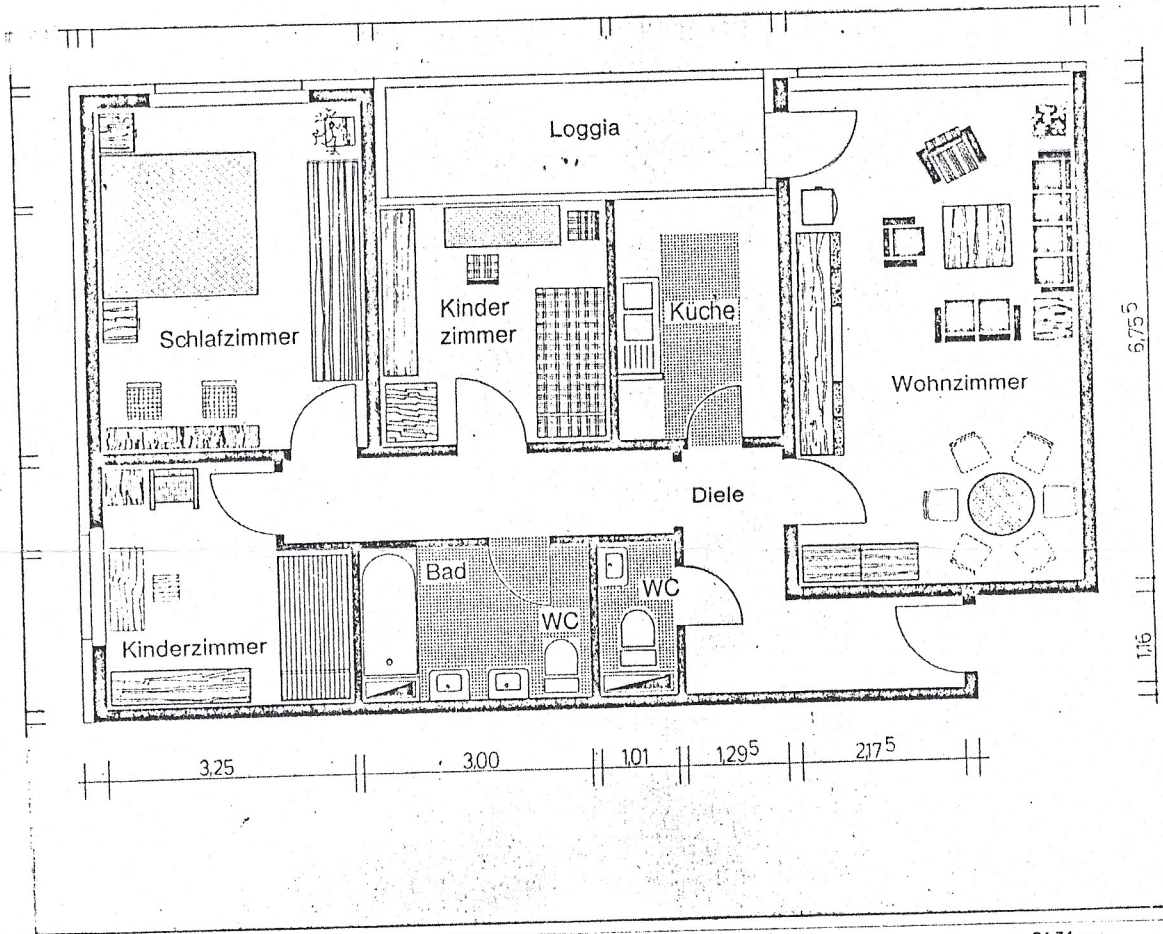 Loggia
Kinder
zimmer
Küche
Schlafzimmer
Wohnzimmer
6,75⁵
Diele
Bad
WC
WC
Kinderzimmer
1,16
3,25
3,00
1,01
1,29⁵
2,17⁵